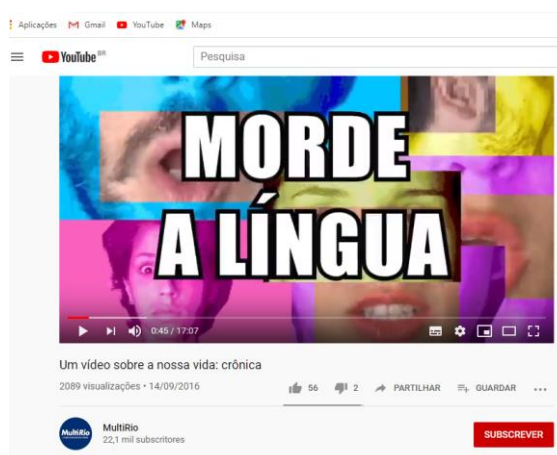 Aplicações Gmail YouTube Maps
YouTube BR Pesquisa
MORDE
A LÍNGUA
0:45 / 17:07
Um vídeo sobre a nossa vida: crônica
2089 visualizações • 14/09/2016 56 2 PARTILHAR GUARDAR
MultiRio MultiRio
22,1 mil subscritores
SUBSCREVER